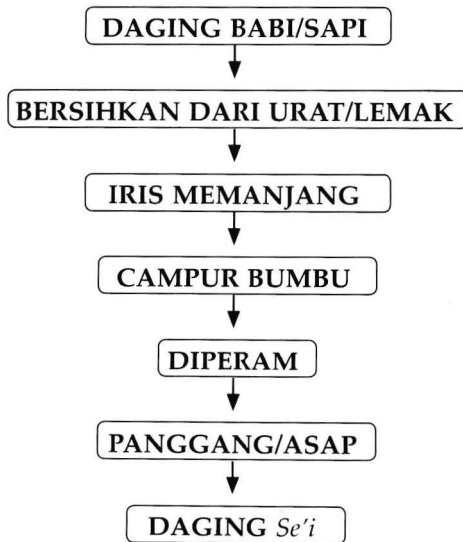 DAGING BABI/SAPI
BERSIHKAN DARI URAT/LEMAK
IRIS MEMANJANG
CAMPUR BUMBU
DIPERAM
PANGGANG/ASAP
DAGING Se'i